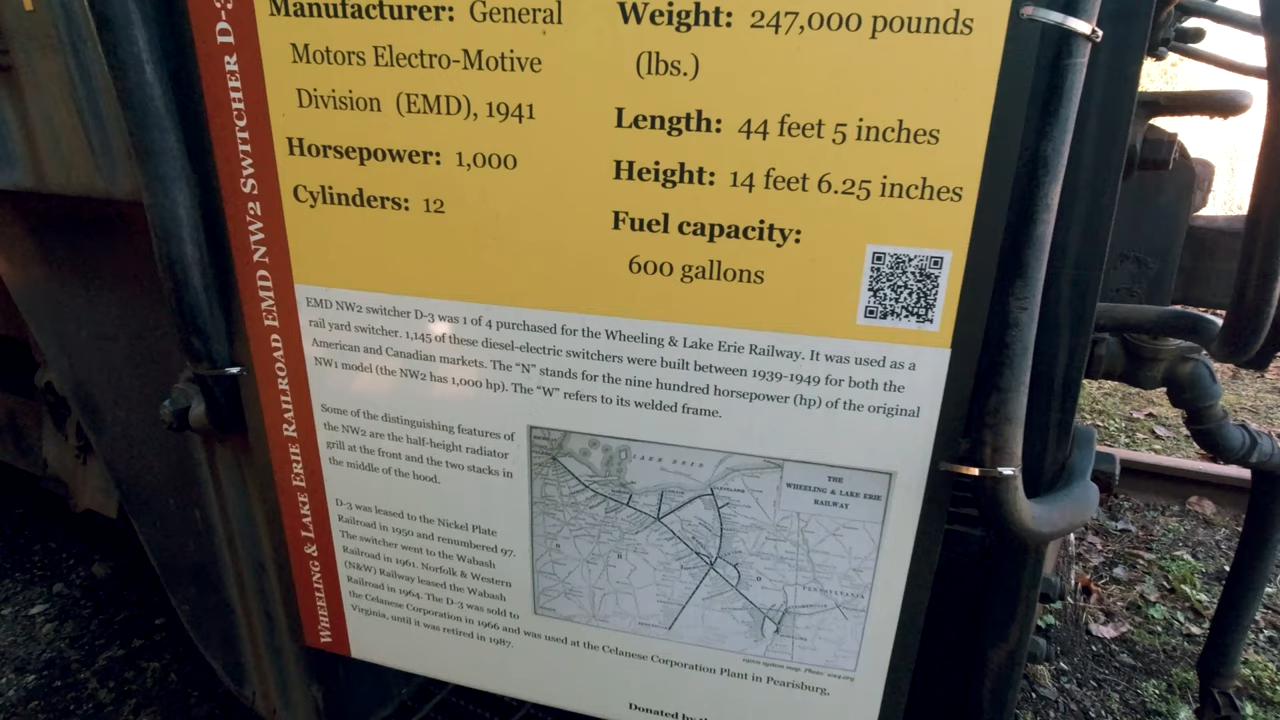 WHEELING & LAKE ERIE RAILROAD EMD NW2 SWITCHER D-3
Manufacturer: General
Motors Electro-Motive
Division (EMD), 1941
Horsepower: 1,000
Cylinders: 12
Weight: 247,000 pounds
(lbs.)
Length: 44 feet 5 inches
Height: 14 feet 6.25 inches
Fuel capacity:
600 gallons
EMD NW2 switcher D-3 was 1 of 4 purchased for the Wheeling & Lake Erie Railway. It was used as a
rail yard switcher. 1,145 of these diesel-electric switchers were built between 1939-1949 for both the
American and Canadian markets. The “N” stands for the nine hundred horsepower (hp) of the original
NW1 model (the NW2 has 1,000 hp). The “W” refers to its welded frame.
Some of the distinguishing features of
the NW2 are the half-height radiator
grill at the front and the two stacks in
the middle of the hood.
D-3 was leased to the Nickel Plate
Railroad in 1950 and renumbered 97.
The switcher went to the Wabash
Railroad in 1961. Norfolk & Western
(N&W) Railway leased the Wabash
Railroad in 1964. The D-3 was sold to
the Celanese Corporation in 1966 and was used at the Celanese Corporation Plant in Pearisburg,
Virginia, until it was retired in 1987.
LAKE ERIE
CLEVELAND
THE
WHEELING & LAKE ERIE
RAILWAY
O
H
I
O
PENNSYLVANIA
system map. Photo:
Donated by